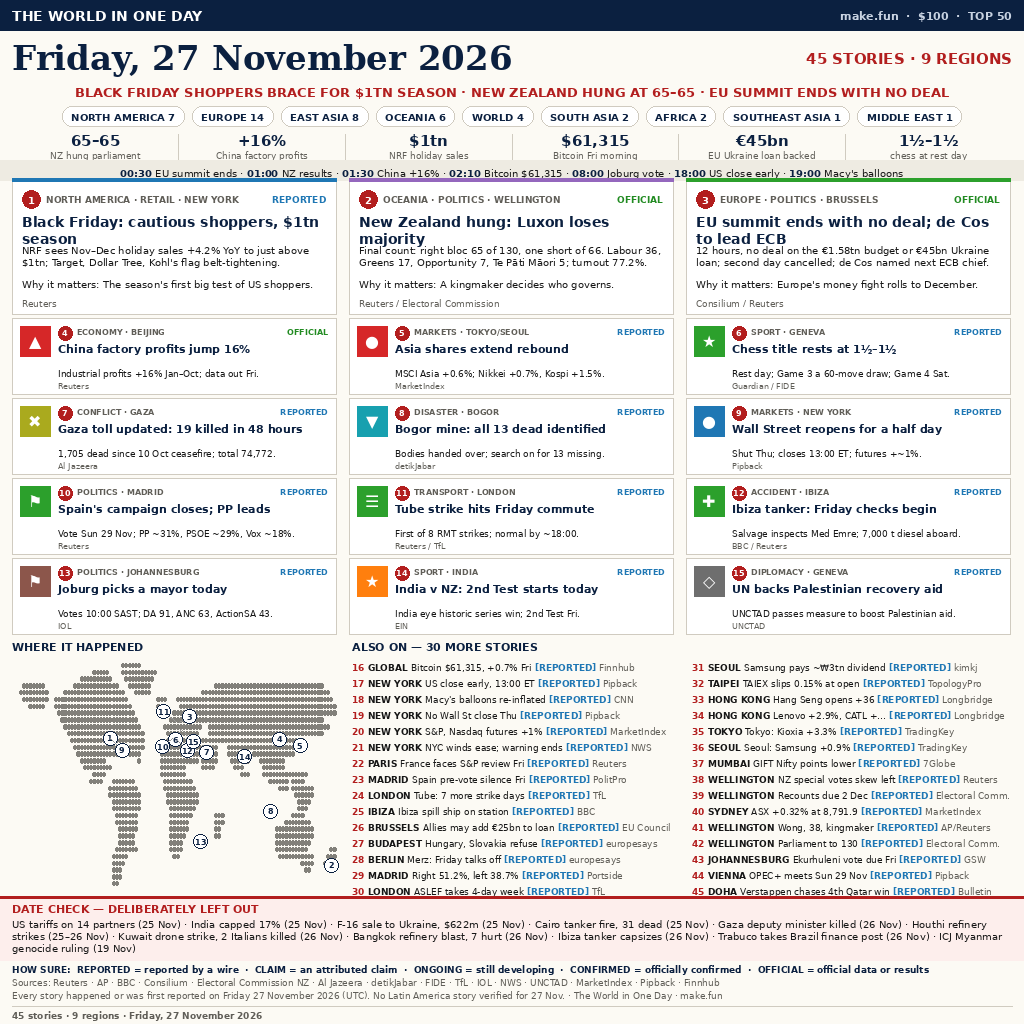 THE WORLD IN ONE DAY
make.fun · $100 · TOP 50
Friday, 27 November 2026
45 STORIES · 9 REGIONS
BLACK FRIDAY SHOPPERS BRACE FOR $1TN SEASON · NEW ZEALAND HUNG AT 65–65 · EU SUMMIT ENDS WITH NO DEAL
NORTH AMERICA 7
EUROPE 14
EAST ASIA 8
OCEANIA 6
WORLD 4
SOUTH ASIA 2
AFRICA 2
SOUTHEAST ASIA 1
MIDDLE EAST 1
65–65
NZ hung parliament
+16%
China factory profits
$1tn
NRF holiday sales
$61,315
Bitcoin Fri morning
€45bn
EU Ukraine loan backed
1½–1½
chess at rest day
00:30 EU summit ends · 01:00 NZ results · 01:30 China +16% · 02:10 Bitcoin $61,315 · 08:00 Joburg vote · 18:00 US close early · 19:00 Macy's balloons
1 NORTH AMERICA · RETAIL · NEW YORK REPORTED
Black Friday: cautious shoppers, $1tn
season
NRF sees Nov–Dec holiday sales +4.2% YoY to just above
$1tn; Target, Dollar Tree, Kohl's flag belt-tightening.
Why it matters: The season's first big test of US shoppers.
Reuters
2 OCEANIA · POLITICS · WELLINGTON OFFICIAL
New Zealand hung: Luxon loses
majority
Final count: right bloc 65 of 130, one short of 66. Labour 36,
Greens 17, Opportunity 7, Te Pāti Māori 5; turnout 77.2%.
Why it matters: A kingmaker decides who governs.
Reuters / Electoral Commission
3 EUROPE · POLITICS · BRUSSELS OFFICIAL
EU summit ends with no deal; de Cos
to lead ECB
12 hours, no deal on the €1.58tn budget or €45bn Ukraine
loan; second day cancelled; de Cos named next ECB chief.
Why it matters: Europe's money fight rolls to December.
Consilium / Reuters
4 ECONOMY · BEIJING OFFICIAL
China factory profits jump 16%
Industrial profits +16% Jan–Oct; data out Fri.
Reuters
5 MARKETS · TOKYO/SEOUL REPORTED
Asia shares extend rebound
MSCI Asia +0.6%; Nikkei +0.7%, Kospi +1.5%.
MarketIndex
6 SPORT · GENEVA REPORTED
Chess title rests at 1½–1½
Rest day; Game 3 a 60-move draw; Game 4 Sat.
Guardian / FIDE
7 CONFLICT · GAZA REPORTED
Gaza toll updated: 19 killed in 48 hours
1,705 dead since 10 Oct ceasefire; total 74,772.
Al Jazeera
8 DISASTER · BOGOR REPORTED
Bogor mine: all 13 dead identified
Bodies handed over; search on for 13 missing.
detikJabar
9 MARKETS · NEW YORK REPORTED
Wall Street reopens for a half day
Shut Thu; closes 13:00 ET; futures +~1%.
Pipback
10 POLITICS · MADRID REPORTED
Spain's campaign closes; PP leads
Vote Sun 29 Nov; PP ~31%, PSOE ~29%, Vox ~18%.
Reuters
11 TRANSPORT · LONDON REPORTED
Tube strike hits Friday commute
First of 8 RMT strikes; normal by ~18:00.
Reuters / TfL
12 ACCIDENT · IBIZA REPORTED
Ibiza tanker: Friday checks begin
Salvage inspects Med Emre; 7,000 t diesel aboard.
BBC / Reuters
13 POLITICS · JOHANNESBURG REPORTED
Joburg picks a mayor today
Votes 10:00 SAST; DA 91, ANC 63, ActionSA 43.
IOL
14 SPORT · INDIA REPORTED
India v NZ: 2nd Test starts today
India eye historic series win; 2nd Test Fri.
EIN
15 DIPLOMACY · GENEVA REPORTED
UN backs Palestinian recovery aid
UNCTAD passes measure to boost Palestinian aid.
UNCTAD
WHERE IT HAPPENED
11
3
1
9
10
6
15
12
7
14
4
5
8
13
2
ALSO ON — 30 MORE STORIES
16 GLOBAL Bitcoin $61,315, +0.7% Fri [REPORTED] Finnhub
17 NEW YORK US close early, 13:00 ET [REPORTED] Pipback
18 NEW YORK Macy's balloons re-inflated [REPORTED] CNN
19 NEW YORK No Wall St close Thu [REPORTED] Pipback
20 NEW YORK S&P, Nasdaq futures +1% [REPORTED] MarketIndex
21 NEW YORK NYC winds ease; warning ends [REPORTED] NWS
22 PARIS France faces S&P review Fri [REPORTED] Reuters
23 MADRID Spain pre-vote silence Fri [REPORTED] PolitPro
24 LONDON Tube: 7 more strike days [REPORTED] TfL
25 IBIZA Ibiza spill ship on station [REPORTED] BBC
26 BRUSSELS Allies may add €25bn to loan [REPORTED] EU Council
27 BUDAPEST Hungary, Slovakia refuse [REPORTED] europesays
28 BERLIN Merz: Friday talks off [REPORTED] europesays
29 MADRID Right 51.2%, left 38.7% [REPORTED] Portside
30 LONDON ASLEF takes 4-day week [REPORTED] TfL
31 SEOUL Samsung pays ~₩3tn dividend [REPORTED] kimkj
32 TAIPEI TAIEX slips 0.15% at open [REPORTED] TopologyPro
33 HONG KONG Hang Seng opens +36 [REPORTED] Longbridge
34 HONG KONG Lenovo +2.9%, CATL +... [REPORTED] Longbridge
35 TOKYO Tokyo: Kioxia +3.3% [REPORTED] TradingKey
36 SEOUL Seoul: Samsung +0.9% [REPORTED] TradingKey
37 MUMBAI GIFT Nifty points lower [REPORTED] 7Globe
38 WELLINGTON NZ special votes skew left [REPORTED] Reuters
39 WELLINGTON Recounts due 2 Dec [REPORTED] Electoral Comm.
40 SYDNEY ASX +0.32% at 8,791.9 [REPORTED] MarketIndex
41 WELLINGTON Wong, 38, kingmaker [REPORTED] AP/Reuters
42 WELLINGTON Parliament to 130 [REPORTED] Electoral Comm.
43 JOHANNESBURG Ekurhuleni vote due Fri [REPORTED] GSW
44 VIENNA OPEC+ meets Sun 29 Nov [REPORTED] Pipback
45 DOHA Verstappen chases 4th Qatar win [REPORTED] Bulletin
DATE CHECK — DELIBERATELY LEFT OUT
US tariffs on 14 partners (25 Nov) · India capped 17% (25 Nov) · F-16 sale to Ukraine, $622m (25 Nov) · Cairo tanker fire, 31 dead (25 Nov) · Gaza deputy minister killed (26 Nov) · Houthi refinery
strikes (25–26 Nov) · Kuwait drone strike, 2 Italians killed (26 Nov) · Bangkok refinery blast, 7 hurt (26 Nov) · Ibiza tanker capsizes (26 Nov) · Trabuco takes Brazil finance post (26 Nov) · ICJ Myanmar
genocide ruling (19 Nov)
HOW SURE: REPORTED = reported by a wire · CLAIM = an attributed claim · ONGOING = still developing · CONFIRMED = officially confirmed · OFFICIAL = official data or results
Sources: Reuters · AP · BBC · Consilium · Electoral Commission NZ · Al Jazeera · detikJabar · FIDE · TfL · IOL · NWS · UNCTAD · MarketIndex · Pipback · Finnhub
Every story happened or was first reported on Friday 27 November 2026 (UTC). No Latin America story verified for 27 Nov. · The World in One Day · make.fun
45 stories · 9 regions · Friday, 27 November 2026